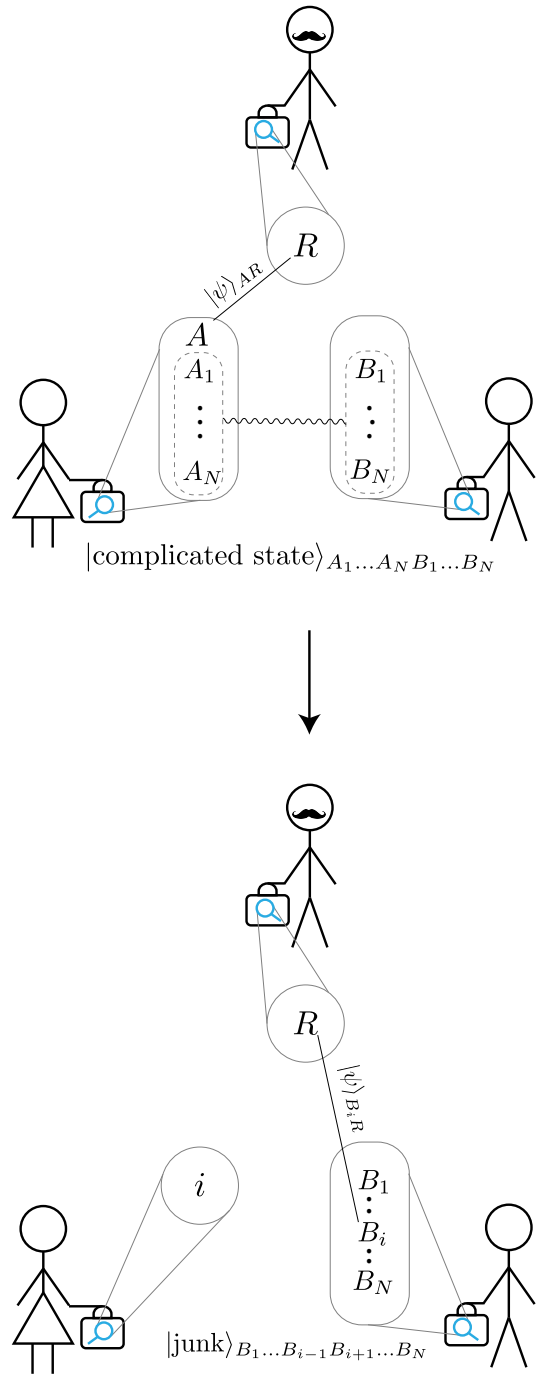 R
|ψ⟩_{AR}
A
A_1 B_1
⋮ ⋮
A_N B_N
|complicated state⟩_{A_1…A_N B_1…B_N}
R
|ψ⟩_{B_i R}
i
B_1
⋮
B_i
⋮
B_N
|junk⟩_{B_1…B_{i−1}B_{i+1}…B_N}